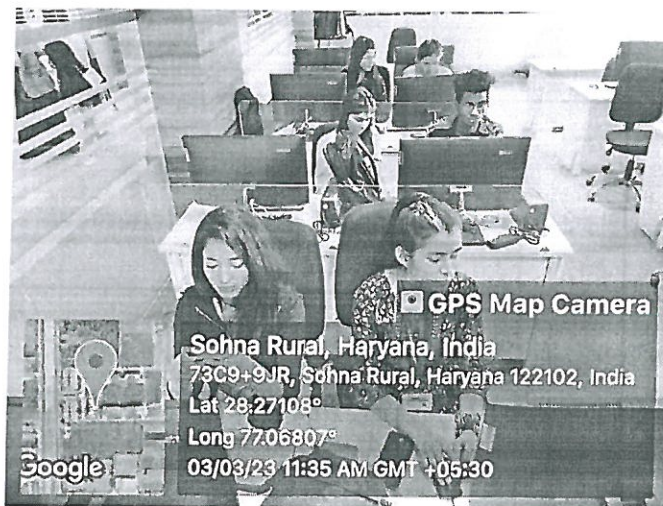 GPS Map Camera
Sohna Rural, Haryana, India
73C9+9JR, Sohna Rural, Haryana 122102, India
Lat 28.27108°
Long 77.06807°
03/03/23 11:35 AM GMT +05:30
Google